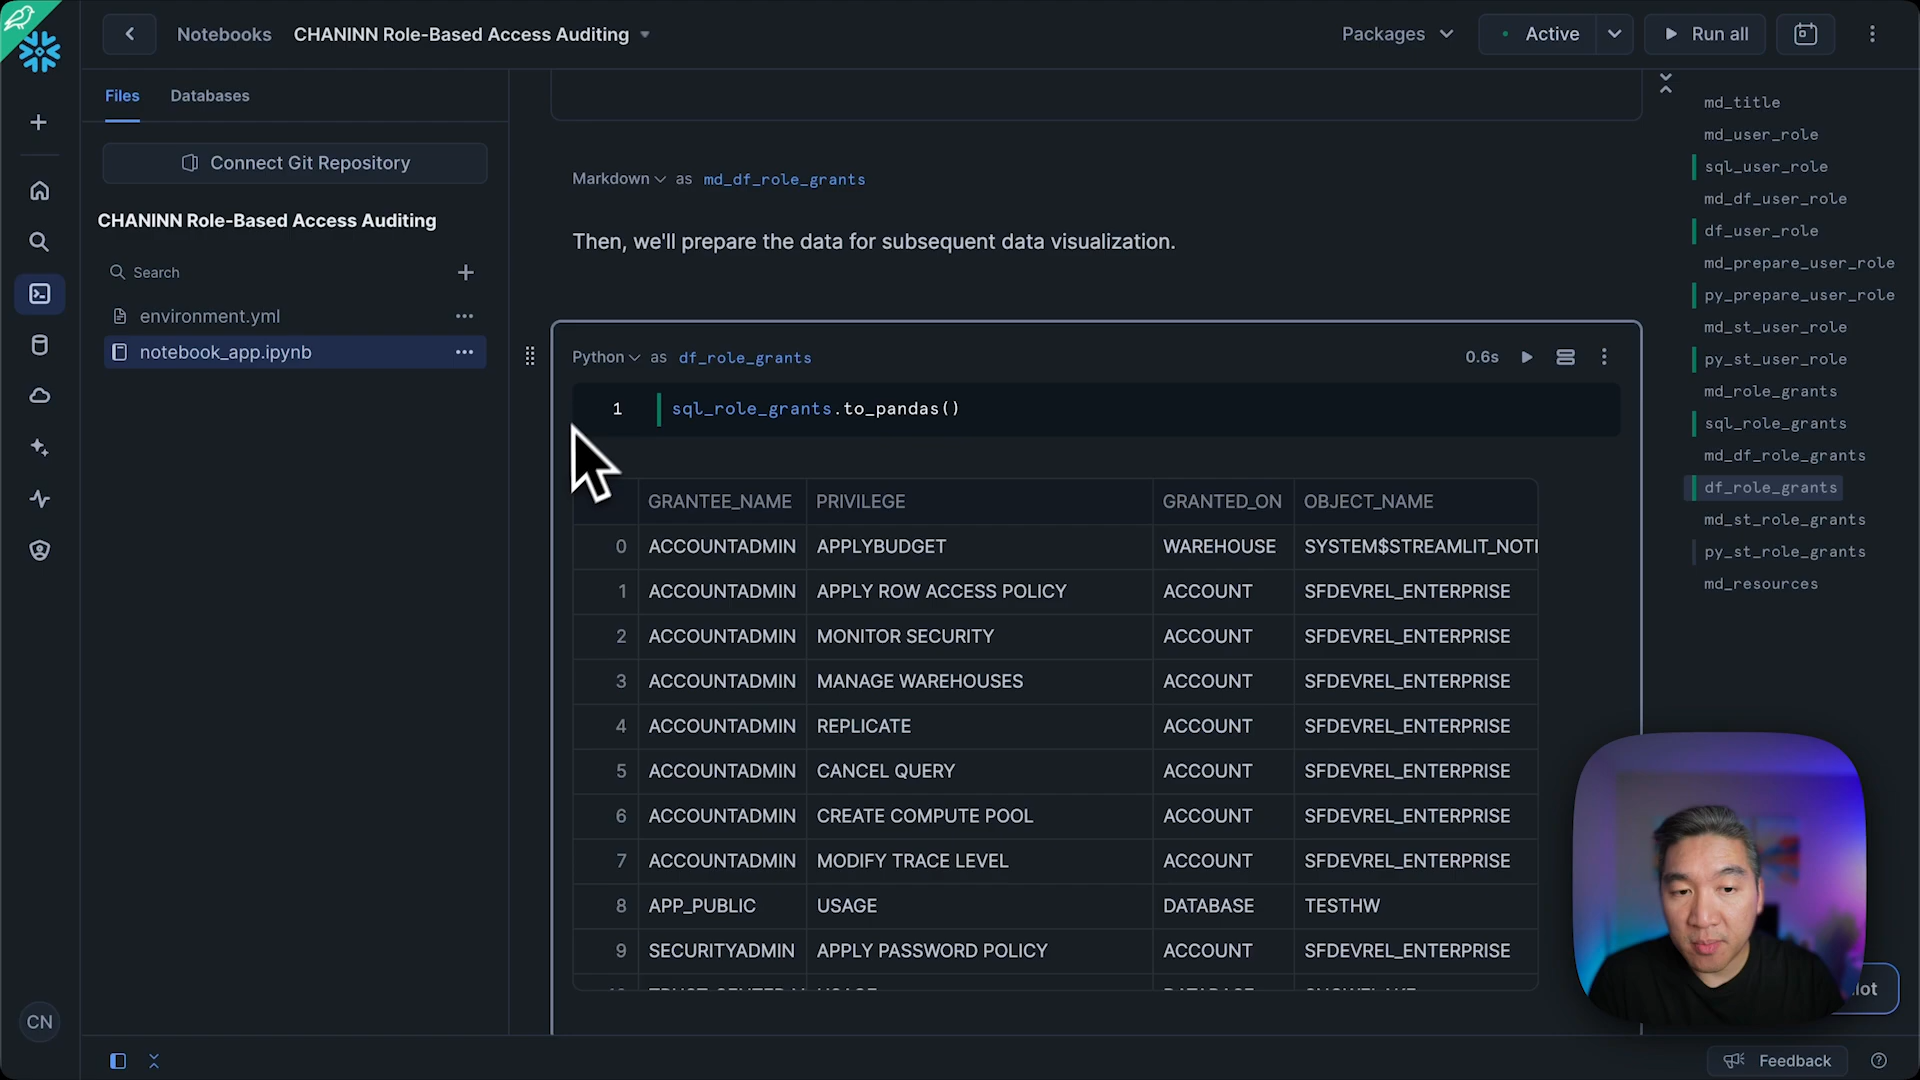 Notebooks CHANINN Role-Based Access Auditing
Packages
Active
Run all
Files Databases
Connect Git Repository
CHANINN Role-Based Access Auditing
Search
environment.yml
notebook_app.ipynb
CN
Markdown as md_df_role_grants
Then, we'll prepare the data for subsequent data visualization.
Python as df_role_grants 0.6s
1 sql_role_grants.to_pandas()
GRANTEE_NAME PRIVILEGE GRANTED_ON OBJECT_NAME
0 ACCOUNTADMIN APPLYBUDGET WAREHOUSE SYSTEM$STREAMLIT_NOTI
1 ACCOUNTADMIN APPLY ROW ACCESS POLICY ACCOUNT SFDEVREL_ENTERPRISE
2 ACCOUNTADMIN MONITOR SECURITY ACCOUNT SFDEVREL_ENTERPRISE
3 ACCOUNTADMIN MANAGE WAREHOUSES ACCOUNT SFDEVREL_ENTERPRISE
4 ACCOUNTADMIN REPLICATE ACCOUNT SFDEVREL_ENTERPRISE
5 ACCOUNTADMIN CANCEL QUERY ACCOUNT SFDEVREL_ENTERPRISE
6 ACCOUNTADMIN CREATE COMPUTE POOL ACCOUNT SFDEVREL_ENTERPRISE
7 ACCOUNTADMIN MODIFY TRACE LEVEL ACCOUNT SFDEVREL_ENTERPRISE
8 APP_PUBLIC USAGE DATABASE TESTHW
9 SECURITYADMIN APPLY PASSWORD POLICY ACCOUNT SFDEVREL_ENTERPRISE
md_title
md_user_role
sql_user_role
md_df_user_role
df_user_role
md_prepare_user_role
py_prepare_user_role
md_st_user_role
py_st_user_role
md_role_grants
sql_role_grants
md_df_role_grants
df_role_grants
md_st_role_grants
py_st_role_grants
md_resources
lot
Feedback